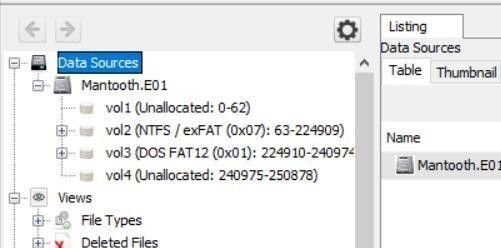 Data Sources
Mantooth.E01
vol1 (Unallocated: 0-62)
vol2 (NTFS / exFAT (0x07): 63-224909)
vol3 (DOS FAT12 (0x01): 224910-240974
vol4 (Unallocated: 240975-250878)
Views
File Types
Deleted Files
Listing
Data Sources
Table
Thumbnail
Name
Mantooth.E01